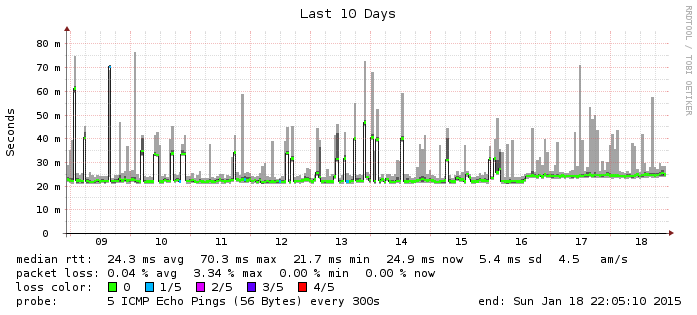 Last 10 Days
RRDTOOL / TOBI OETIKER
Seconds
80 m
70 m
60 m
50 m
40 m
30 m
20 m
10 m
0
09 10 11 12 13 14 15 16 17 18
median rtt: 24.3 ms avg 70.3 ms max 21.7 ms min 24.9 ms now 5.4 ms sd 4.5 am/s
packet loss: 0.04 % avg 3.34 % max 0.00 % min 0.00 % now
loss color: 0 1/5 2/5 3/5 4/5
probe: 5 ICMP Echo Pings (56 Bytes) every 300s end: Sun Jan 18 22:05:10 2015